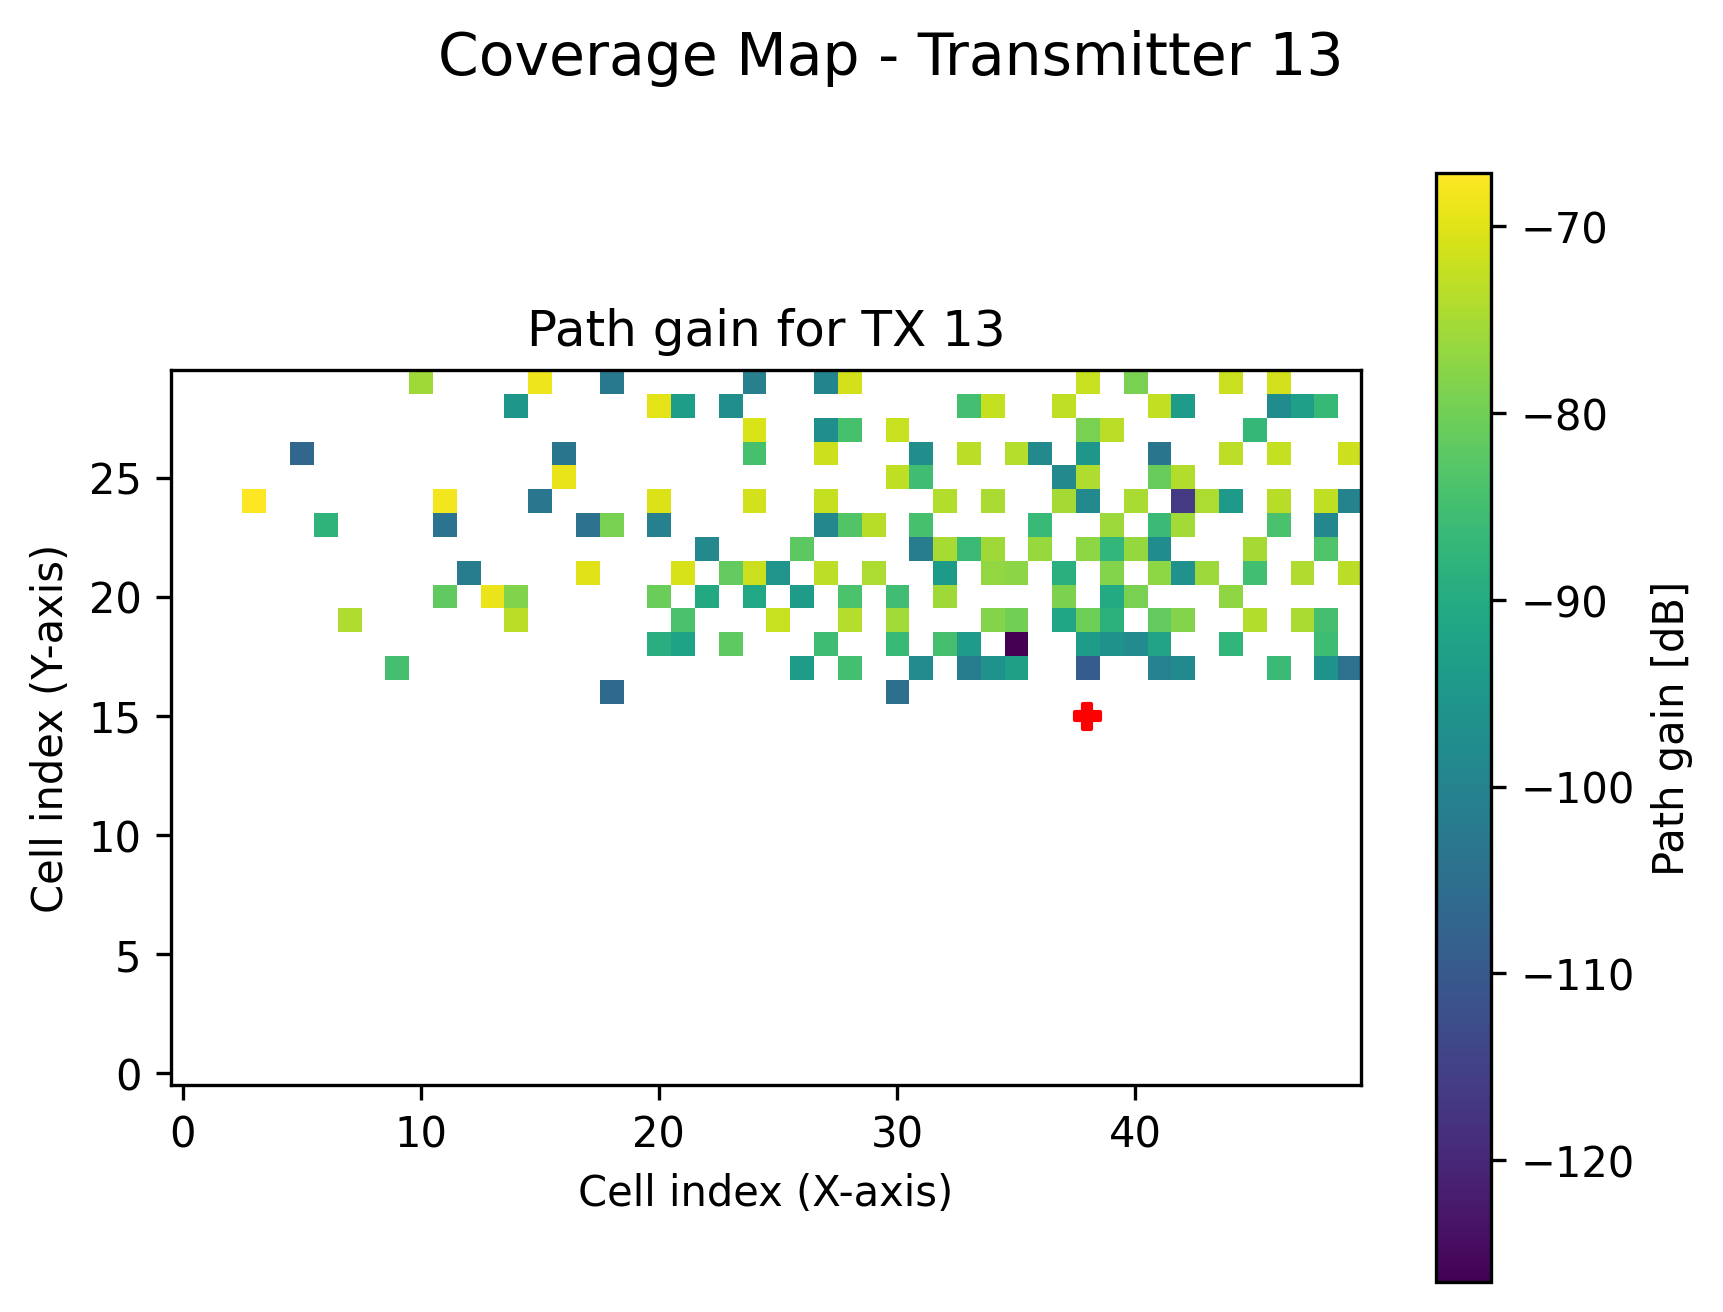 Coverage Map - Transmitter 13
Path gain for TX 13
25
20
15
10
5
0
Cell index (Y-axis)
0 10 20 30 40
Cell index (X-axis)
−70
−80
−90
−100
−110
−120
Path gain [dB]